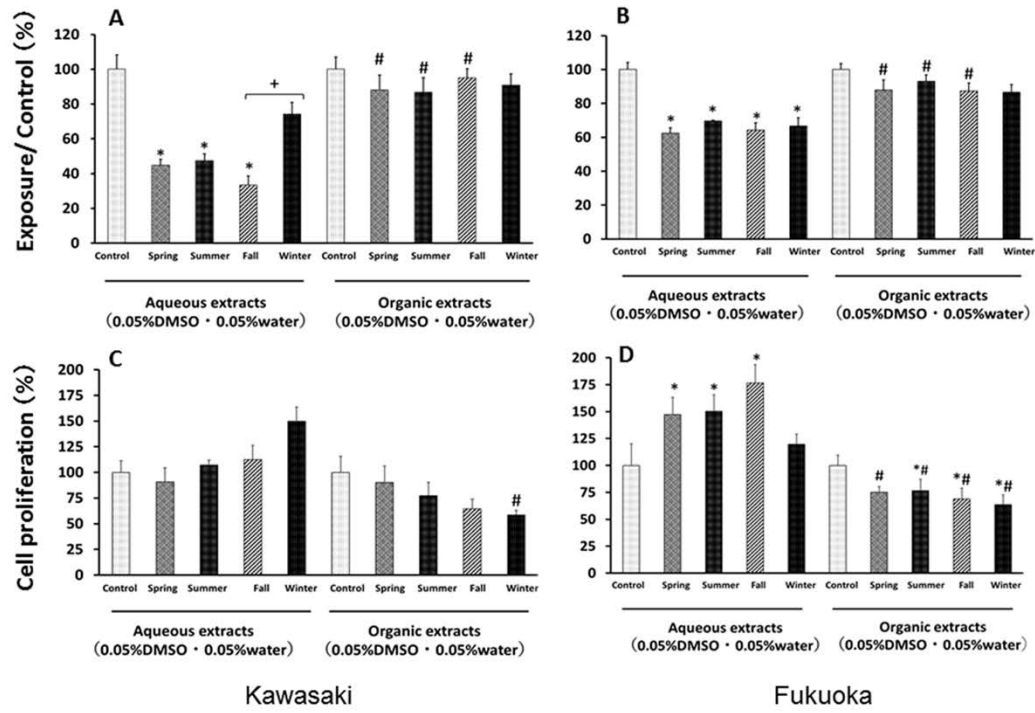 A
Exposure/ Control (%)
120
100
80
60
40
20
0
* * * + # # #
Control Spring Summer Fall Winter Control Spring Summer Fall Winter
Aqueous extracts Organic extracts
(0.05%DMSO・0.05%water) (0.05%DMSO・0.05%water)
B
120
100
80
60
40
20
0
* * * * # # #
Control Spring Summer Fall Winter Control Spring Summer Fall Winter
Aqueous extracts Organic extracts
(0.05%DMSO・0.05%water) (0.05%DMSO・0.05%water)
C
Cell proliferation (%)
200
175
150
125
100
75
50
25
0
#
Control Spring Summer Fall Winter Control Spring Summer Fall Winter
Aqueous extracts Organic extracts
(0.05%DMSO・0.05%water) (0.05%DMSO・0.05%water)
D
200
175
150
125
100
75
50
25
0
* * * # *# *# *#
Control Spring Summer Fall Winter Control Spring Summer Fall Winter
Aqueous extracts Organic extracts
(0.05%DMSO・0.05%water) (0.05%DMSO・0.05%water)
Kawasaki Fukuoka